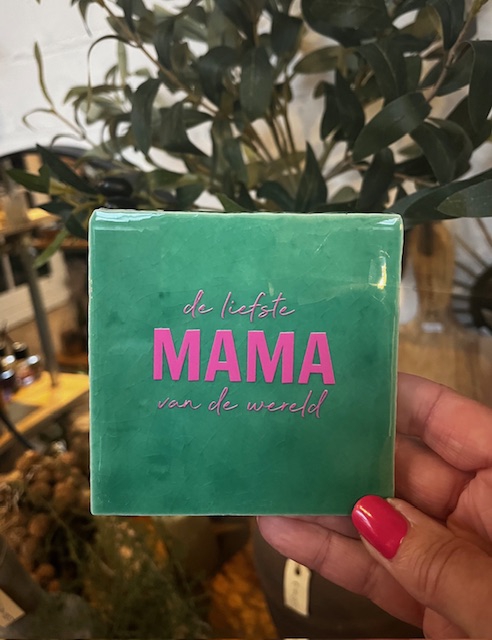 de liefste
MAMA
van de wereld